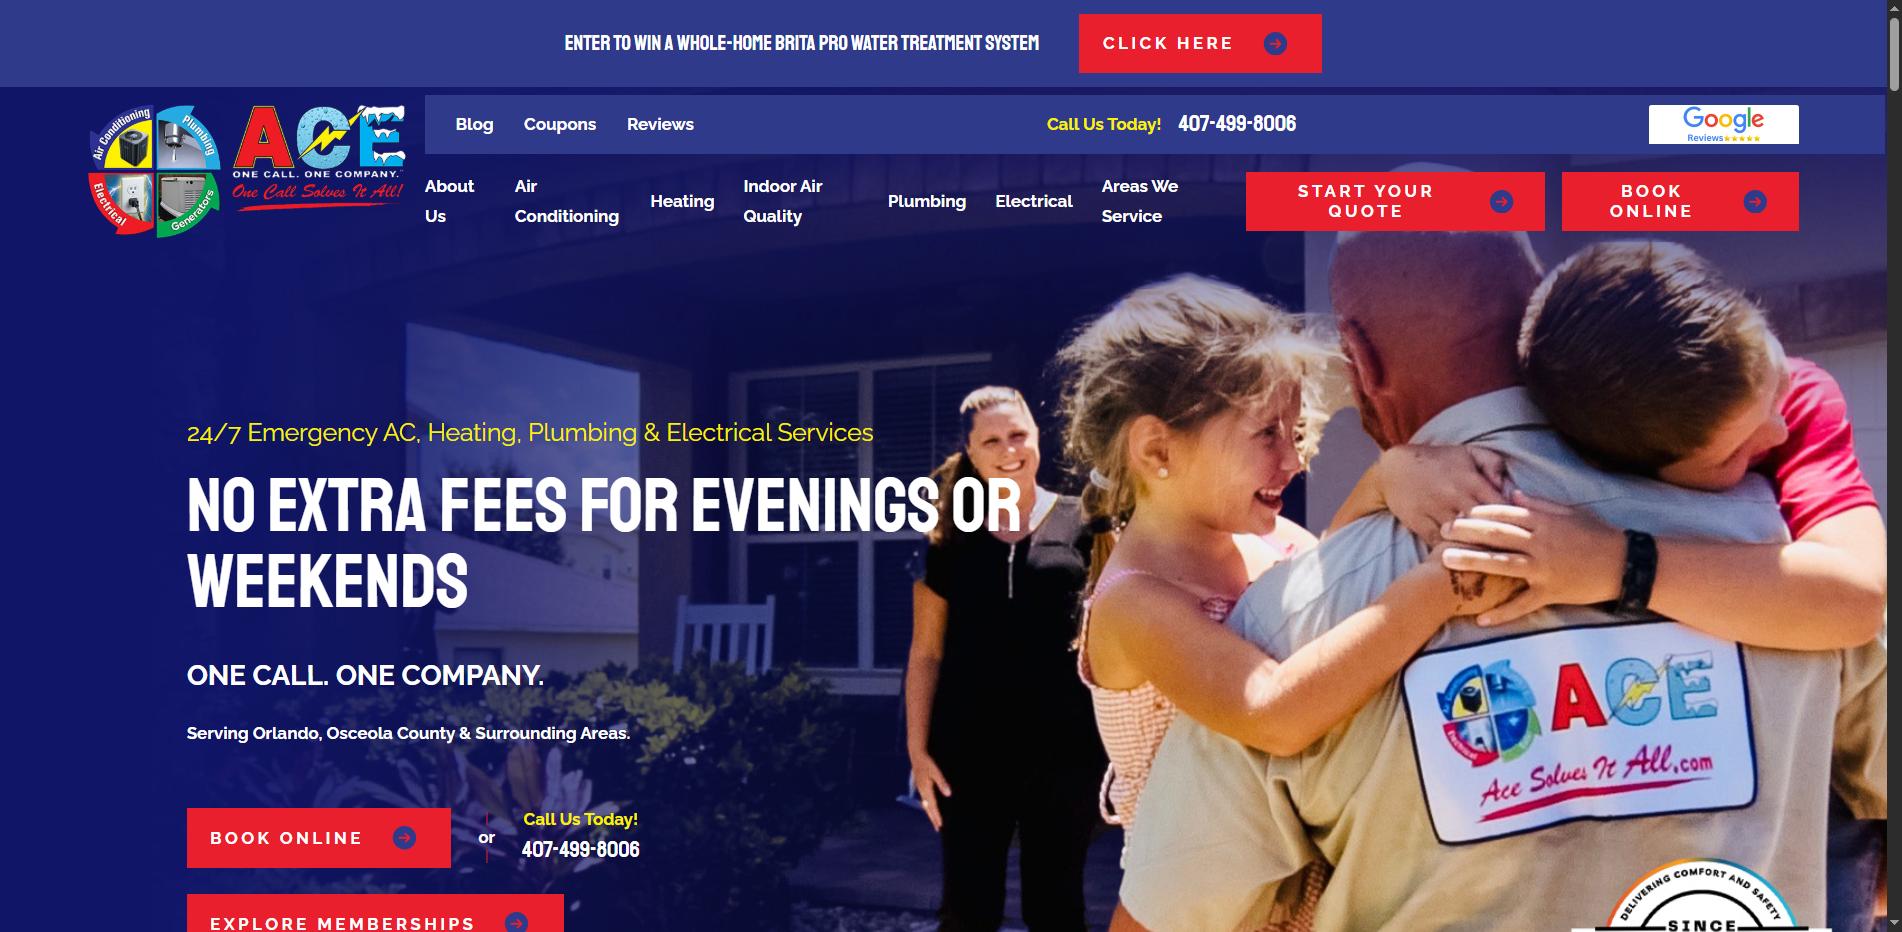 ENTER TO WIN A WHOLE-HOME BRITA PRO WATER TREATMENT SYSTEM
CLICK HERE
Air Conditioning
Plumbing
Electrical
Generators
ACE
ONE CALL. ONE COMPANY.
One Call Solves It All!
Blog
Coupons
Reviews
Call Us Today! 407-499-8006
Google
Reviews
About
Us
Air
Conditioning
Heating
Indoor Air
Quality
Plumbing
Electrical
Areas We
Service
START YOUR
QUOTE
BOOK
ONLINE
24/7 Emergency AC, Heating, Plumbing & Electrical Services
NO EXTRA FEES FOR EVENINGS OR
WEEKENDS
ONE CALL. ONE COMPANY.
Serving Orlando, Osceola County & Surrounding Areas.
BOOK ONLINE
or
Call Us Today!
407-499-8006
EXPLORE MEMBERSHIPS
ACE
Ace Solves It All.com
DELIVERING COMFORT AND SAFETY
SINCE